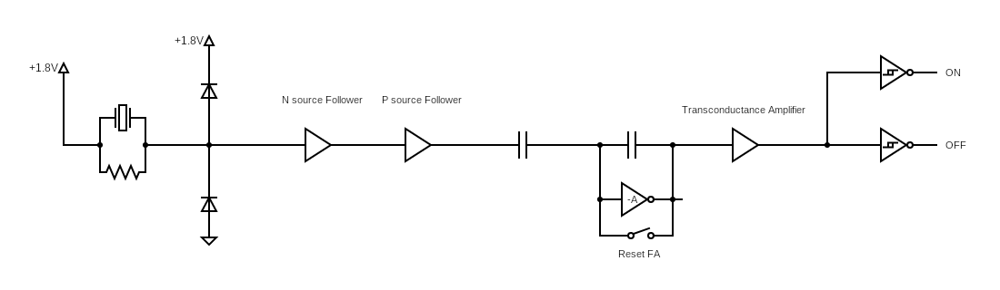 +1.8V
+1.8V
N source Follower
P source Follower
Transconductance Amplifier
ON
OFF
-A
Reset FA